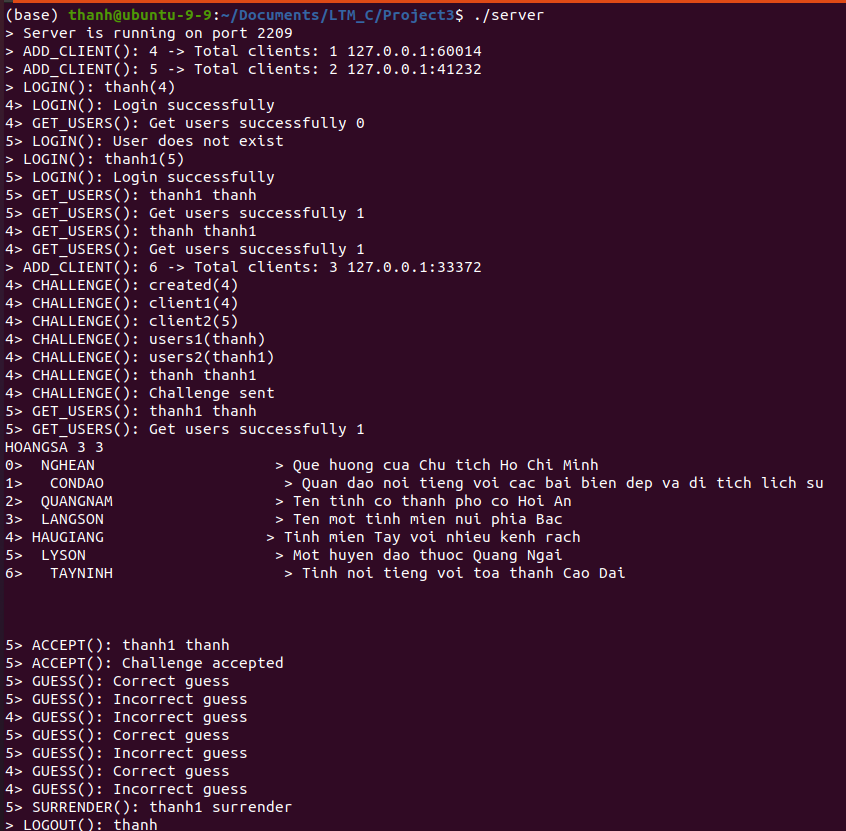 (base) thanh@ubuntu-9-9:~/Documents/LTM_C/Project3$ ./server
> Server is running on port 2209
> ADD_CLIENT(): 4 -> Total clients: 1 127.0.0.1:60014
> ADD_CLIENT(): 5 -> Total clients: 2 127.0.0.1:41232
> LOGIN(): thanh(4)
4> LOGIN(): Login successfully
4> GET_USERS(): Get users successfully 0
5> LOGIN(): User does not exist
> LOGIN(): thanh1(5)
5> LOGIN(): Login successfully
5> GET_USERS(): thanh1 thanh
5> GET_USERS(): Get users successfully 1
4> GET_USERS(): thanh thanh1
4> GET_USERS(): Get users successfully 1
> ADD_CLIENT(): 6 -> Total clients: 3 127.0.0.1:33372
4> CHALLENGE(): created(4)
4> CHALLENGE(): client1(4)
4> CHALLENGE(): client2(5)
4> CHALLENGE(): users1(thanh)
4> CHALLENGE(): users2(thanh1)
4> CHALLENGE(): thanh thanh1
4> CHALLENGE(): Challenge sent
5> GET_USERS(): thanh1 thanh
5> GET_USERS(): Get users successfully 1
HOANGSA 3 3
0>  NGHEAN                    > Que huong cua Chu tich Ho Chi Minh
1>   CONDAO                    > Quan dao noi tieng voi cac bai bien dep va di tich lich su
2>  QUANGNAM                  > Ten tinh co thanh pho co Hoi An
3>  LANGSON                   > Ten mot tinh mien nui phia Bac
4> HAUGIANG                  > Tinh mien Tay voi nhieu kenh rach
5>  LYSON                     > Mot huyen dao thuoc Quang Ngai
6>   TAYNINH                   > Tinh noi tieng voi toa thanh Cao Dai
5> ACCEPT(): thanh1 thanh
5> ACCEPT(): Challenge accepted
5> GUESS(): Correct guess
5> GUESS(): Incorrect guess
4> GUESS(): Incorrect guess
5> GUESS(): Correct guess
5> GUESS(): Incorrect guess
4> GUESS(): Correct guess
4> GUESS(): Incorrect guess
5> SURRENDER(): thanh1 surrender
> LOGOUT(): thanh